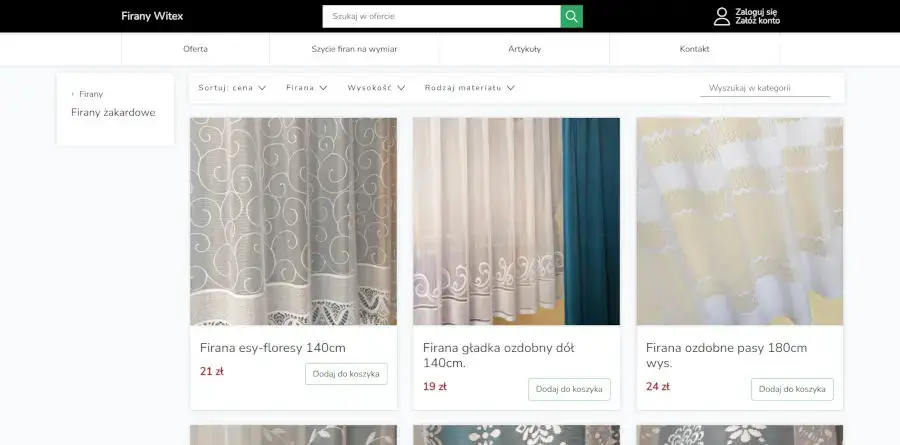 Firany Witex
Szukaj w ofercie
Zaloguj się
Załóż konto
Oferta
Szycie firan na wymiar
Artykuły
Kontakt
‹ Firany
Firany żakardowe
Sortuj: cena
Firana
Wysokość
Rodzaj materiału
Wyszukaj w kategorii
Firana esy-floresy 140cm
21 zł
Dodaj do koszyka
Firana gładka ozdobny dół
140cm.
19 zł
Dodaj do koszyka
Firana ozdobne pasy 180cm
wys.
24 zł
Dodaj do koszyka